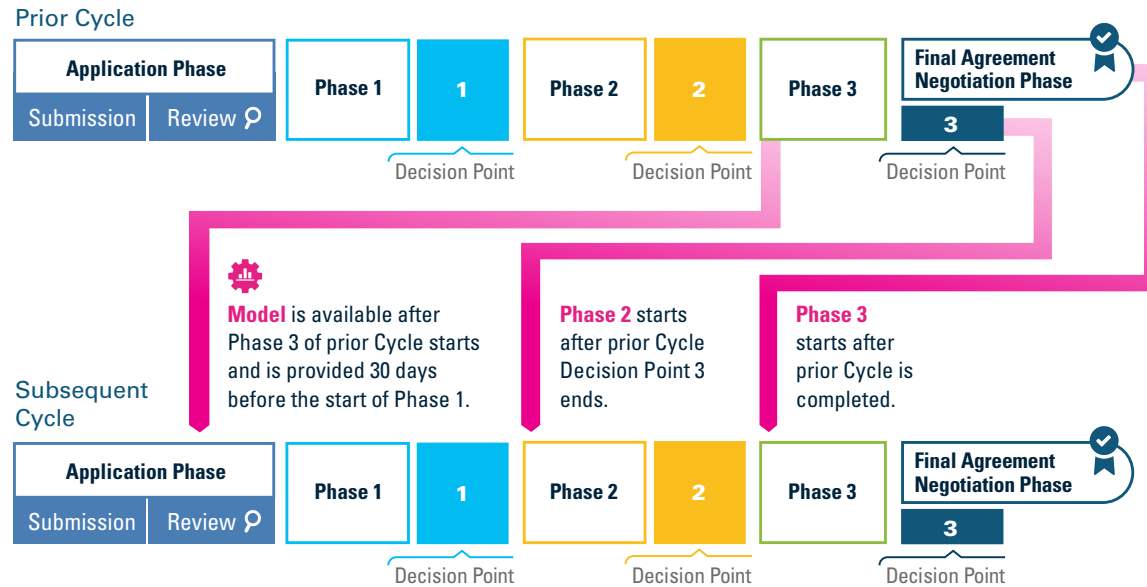 Prior Cycle
Application Phase
Submission
Review
Phase 1
1
Decision Point
Phase 2
2
Decision Point
Phase 3
Final Agreement
Negotiation Phase
3
Decision Point
Model is available after
Phase 3 of prior Cycle starts
and is provided 30 days
before the start of Phase 1.
Phase 2 starts
after prior Cycle
Decision Point 3
ends.
Phase 3
starts after
prior Cycle is
completed.
Subsequent
Cycle
Application Phase
Submission
Review
Phase 1
1
Decision Point
Phase 2
2
Decision Point
Phase 3
Final Agreement
Negotiation Phase
3
Decision Point